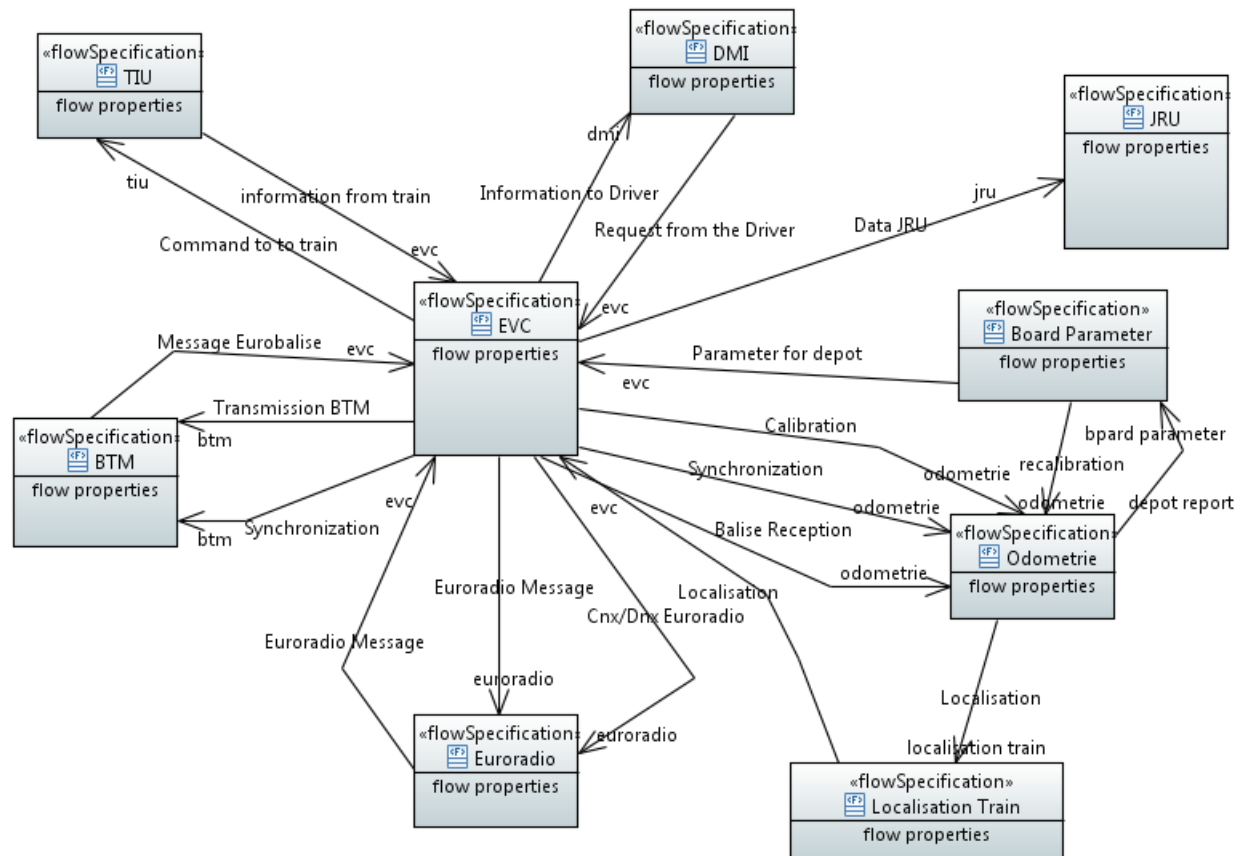 «flowSpecification»
TIU
flow properties
«flowSpecification»
DMI
flow properties
«flowSpecification»
JRU
flow properties
dmi
tiu
information from train
Information to Driver
jru
Command to to train
Request from the Driver
Data JRU
evc
«flowSpecification»
EVC
flow properties
evc
«flowSpecification»
Board Parameter
flow properties
Message Eurobalise
evc
Parameter for depot
evc
Transmission BTM
btm
«flowSpecification»
BTM
flow properties
Calibration
bpard parameter
Synchronization
recalibration
odometrie
evc
evc
odometrie
odometrie
depot report
Synchronization
btm
Balise Reception
«flowSpecification»
Odometrie
flow properties
odometrie
Euroradio Message
Localisation
Cnx/Dnx Euroradio
Euroradio Message
euroradio
Localisation
«flowSpecification»
Euroradio
flow properties
euroradio
localisation train
«flowSpecification»
Localisation Train
flow properties